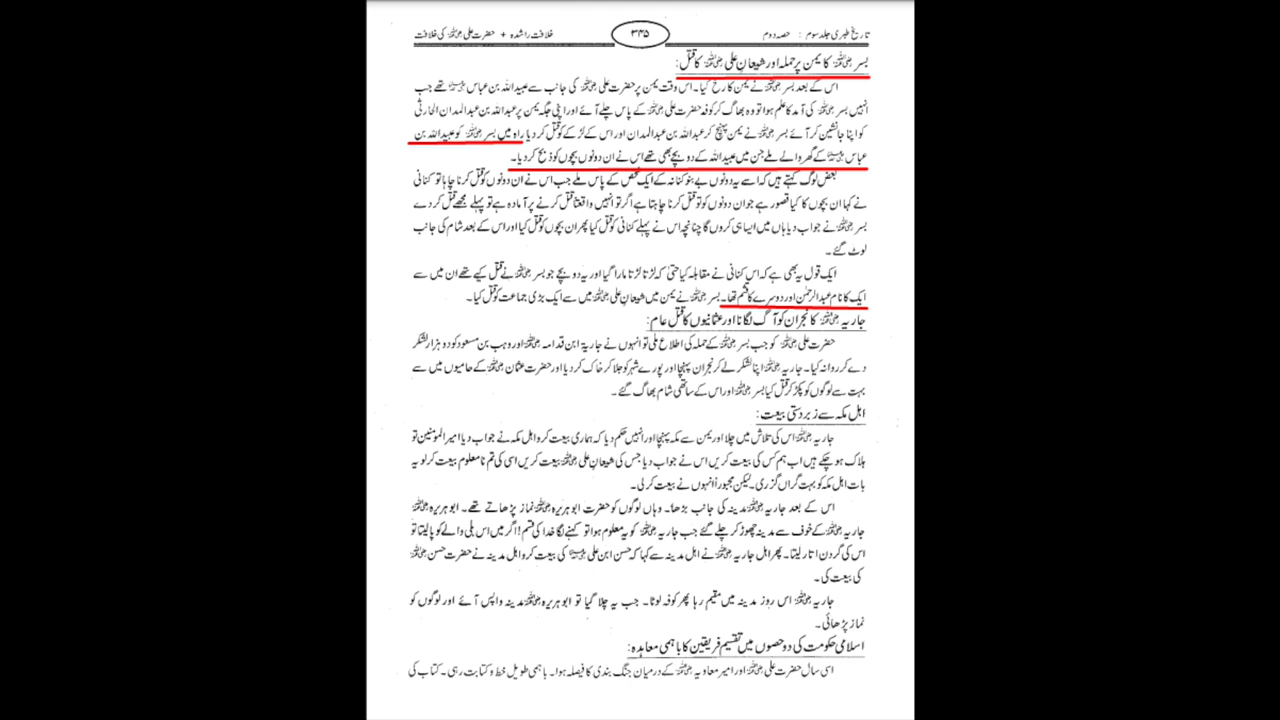 تاریخ طبری جلد سوم : حصہ دوم ۳۴۵ خلافت راشدہ + حضرت علی رضی اللہ عنہ کی خلافت
بسر رضی اللہ عنہ کا یمن پر حملہ اور شیعان علی رضی اللہ عنہ کا قتل:
اس کے بعد بسر رضی اللہ عنہ نے یمن کا رخ کیا۔ اس وقت یمن پر حضرت علی رضی اللہ عنہ کی جانب سے عبید اللہ بن عباس رضی اللہ عنہما تھے جب
انہیں بسر رضی اللہ عنہ کی آمد کا علم ہوا تو وہ بھاگ کر کوفہ حضرت علی رضی اللہ عنہ کے پاس چلے آئے اور اپنی جگہ یمن پر عبداللہ بن عبدالمدان الحارثی
کو اپنا جانشین کر آئے بسر رضی اللہ عنہ نے یمن پہنچ کر عبداللہ بن عبدالمدان اور اس کے لڑکے کو قتل کر دیا راہ میں بسر رضی اللہ عنہ کو عبید اللہ بن
عباس رضی اللہ عنہما کے گھر والے ملے جن میں عبید اللہ کے دو بچے بھی تھے اس نے ان دونوں بچوں کو ذبح کر دیا۔
بعض لوگ کہتے ہیں کہ اسے یہ دونوں بچے بنو کنانہ کے ایک شخص کے پاس ملے جب اس نے ان دونوں کو قتل کرنا چاہا تو کنانی
نے کہا ان بچوں کا کیا قصور ہے جو ان دونوں کو تو قتل کرنا چاہتا ہے اگر تو انہیں واقعتاً قتل کرنے پر آمادہ ہے تو پہلے مجھے قتل کر دے
بسر رضی اللہ عنہ نے جواب دیا ہاں میں ایسا ہی کروں گا چنانچہ اس نے پہلے کنانی کو قتل کیا پھر ان بچوں کو قتل کیا اور اس کے بعد شام کی جانب
لوٹ گئے۔
ایک قول یہ بھی ہے کہ اس کنانی نے مقابلہ کیا حتیٰ کہ لڑتا لڑتا مارا گیا اور یہ دو بچے جو بسر رضی اللہ عنہ نے قتل کیے تھے ان میں سے
ایک کا نام عبدالرحمٰن اور دوسرے کا قثم تھا۔ بسر رضی اللہ عنہ نے یمن میں شیعان علی رضی اللہ عنہ میں سے ایک بڑی جماعت کو قتل کیا۔
جاریہ رضی اللہ عنہ کا نجران کو آگ لگانا اور عثمانیوں کا قتل عام:
حضرت علی رضی اللہ عنہ کو جب بسر رضی اللہ عنہ کے حملہ کی اطلاع ملی تو انہوں نے جاریۃ ابن قدامہ رضی اللہ عنہ اور وہب بن مسعود کو دو ہزار لشکر
دے کر روانہ کیا۔ جاریہ رضی اللہ عنہ اپنا لشکر لے کر نجران پہنچا اور پورے شہر کو جلا کر خاک کر دیا اور حضرت عثمان رضی اللہ عنہ کے حامیوں میں سے
بہت سے لوگوں کو پکڑ کر قتل کیا بسر رضی اللہ عنہ اور اس کے ساتھی شام بھاگ گئے۔
اہل مکہ سے زبردستی بیعت:
جاریہ رضی اللہ عنہ اس کی تلاش میں چلا اور یمن سے مکہ پہنچا اور انہیں حکم دیا کہ ہماری بیعت کرو اہل مکہ نے جواب دیا امیر المؤمنین تو
ہلاک ہو چکے ہیں اب ہم کس کی بیعت کریں اس نے جواب دیا جس کی شیعان علی رضی اللہ عنہ بیعت کریں اسی کی تم نا معلوم بیعت کر لو یہ
بات اہل مکہ کو بہت گراں گزری۔ لیکن مجبوراً انہوں نے بیعت کر لی۔
اس کے بعد جاریہ رضی اللہ عنہ مدینہ کی جانب بڑھا۔ وہاں لوگوں کو حضرت ابو ہریرہ رضی اللہ عنہ نماز پڑھاتے تھے۔ ابو ہریرہ رضی اللہ عنہ
جاریہ رضی اللہ عنہ کے خوف سے مدینہ چھوڑ کر چلے گئے جب جاریہ رضی اللہ عنہ کو یہ معلوم ہوا تو کہنے لگا خدا کی قسم! اگر میں اس بلی والے کو پا لیتا تو
اس کی گردن اتار لیتا۔ پھر اہل جاریہ رضی اللہ عنہ نے اہل مدینہ سے کہا کہ حسن ابن علی رضی اللہ عنہما کی بیعت کرو اہل مدینہ نے حضرت حسن رضی اللہ عنہ
کی بیعت کی۔
جاریہ رضی اللہ عنہ اس روز مدینہ میں مقیم رہا پھر کوفہ لوٹا۔ جب یہ چلا گیا تو ابو ہریرہ رضی اللہ عنہ مدینہ واپس آئے اور لوگوں کو
نماز پڑھائی۔
اسلامی حکومت کی دو حصوں میں تقسیم فریقین کا باہمی معاہدہ:
اسی سال حضرت علی رضی اللہ عنہ اور امیر معاویہ رضی اللہ عنہ کے درمیان جنگ بندی کا فیصلہ ہوا۔ باہمی طویل خط و کتابت رہی۔ کتاب کی